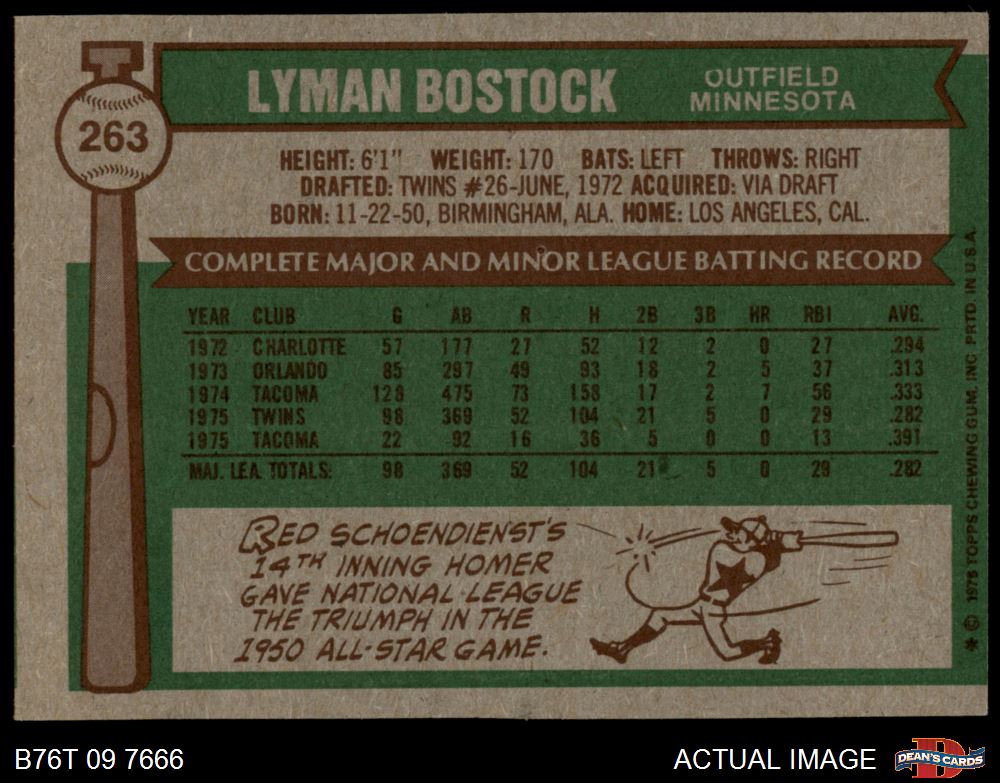 263
LYMAN BOSTOCK
OUTFIELD
MINNESOTA
HEIGHT: 6'1" WEIGHT: 170 BATS: LEFT THROWS: RIGHT
DRAFTED: TWINS #26-JUNE, 1972 ACQUIRED: VIA DRAFT
BORN: 11-22-50, BIRMINGHAM, ALA. HOME: LOS ANGELES, CAL.
COMPLETE MAJOR AND MINOR LEAGUE BATTING RECORD
YEAR CLUB G AB R H 2B 3B HR RBI AVG.
1972 CHARLOTTE 57 177 27 52 12 2 0 27 .294
1973 ORLANDO 85 297 49 93 18 2 5 37 .313
1974 TACOMA 128 475 73 158 17 2 7 56 .333
1975 TWINS 98 369 52 104 21 5 0 29 .282
1975 TACOMA 22 92 16 36 5 0 0 13 .391
MAJ. LEA. TOTALS: 98 369 52 104 21 5 0 29 .282
RED SCHOENDIENST'S
14TH INNING HOMER
GAVE NATIONAL LEAGUE
THE TRIUMPH IN THE
1950 ALL-STAR GAME.
* © 1976 TOPPS CHEWING GUM, INC. PRTD. IN U.S.A.
B76T 09 7666
ACTUAL IMAGE
D
DEAN'S CARDS